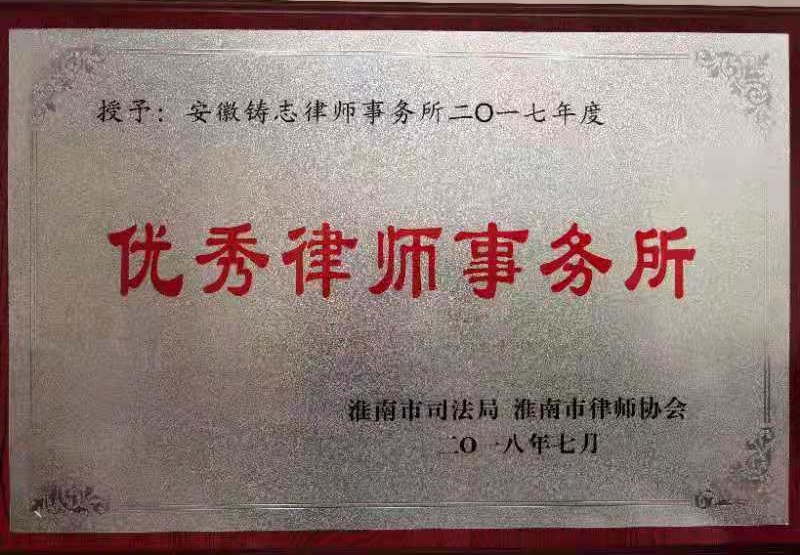 授予：安徽铸志律师事务所二〇一七年度
优秀律师事务所
淮南市司法局 淮南市律师协会
二〇一八年七月